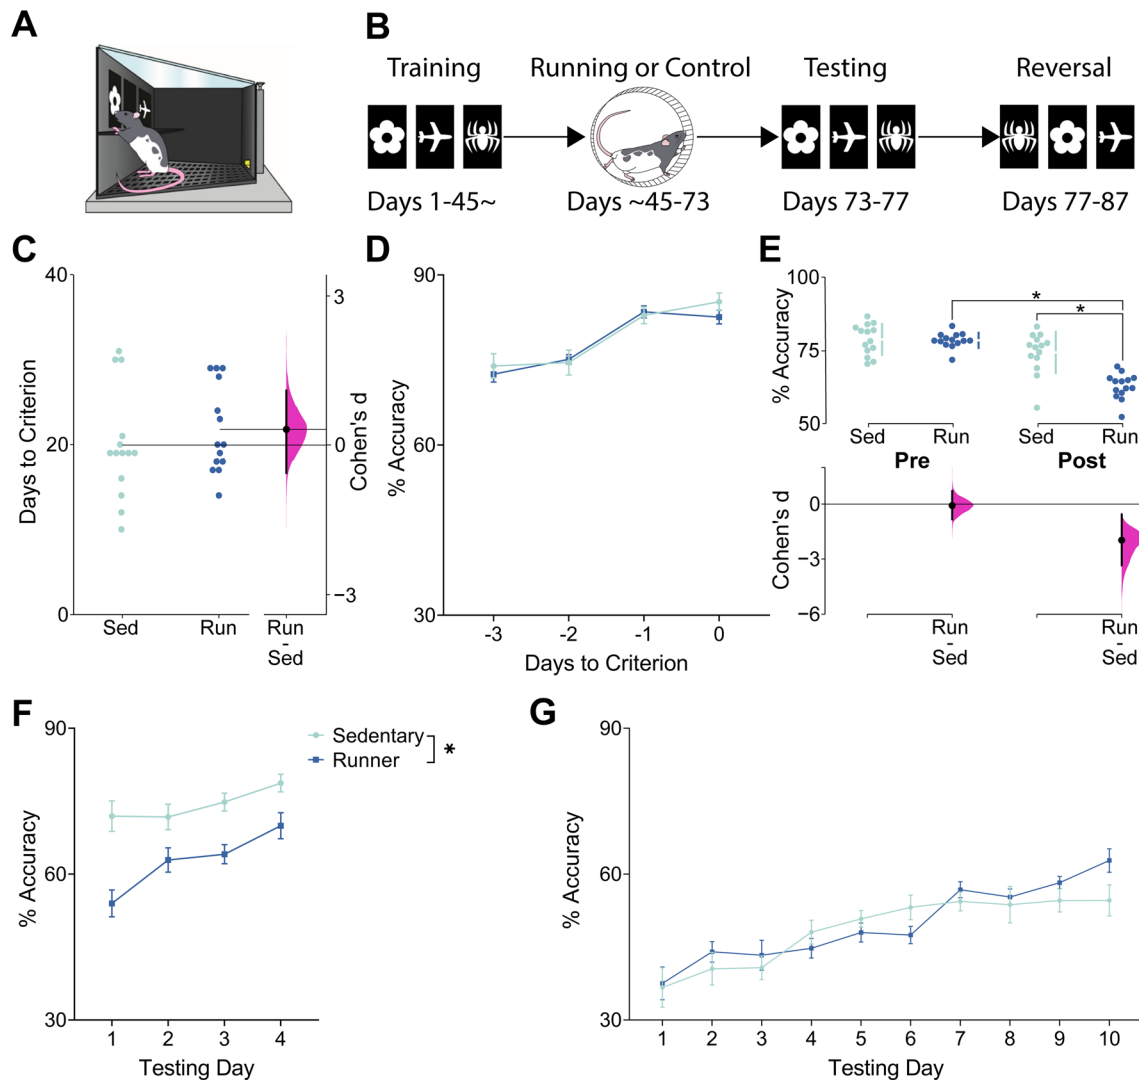 A
B
Training
Running or Control
Testing
Reversal
Days 1-45~
Days ~45-73
Days 73-77
Days 77-87
C
40
30
20
10
0
Days to Criterion
Sed
Run
Run
-
Sed
3
0
−3
Cohen's d
D
90
60
30
% Accuracy
-3
-2
-1
0
Days to Criterion
E
100
75
50
% Accuracy
*
*
Sed
Run
Sed
Run
Pre
Post
0
−3
−6
Cohen's d
Run
-
Sed
Run
-
Sed
F
90
60
30
% Accuracy
1
2
3
4
Testing Day
Sedentary
Runner
*
G
90
60
30
% Accuracy
1
2
3
4
5
6
7
8
9
10
Testing Day